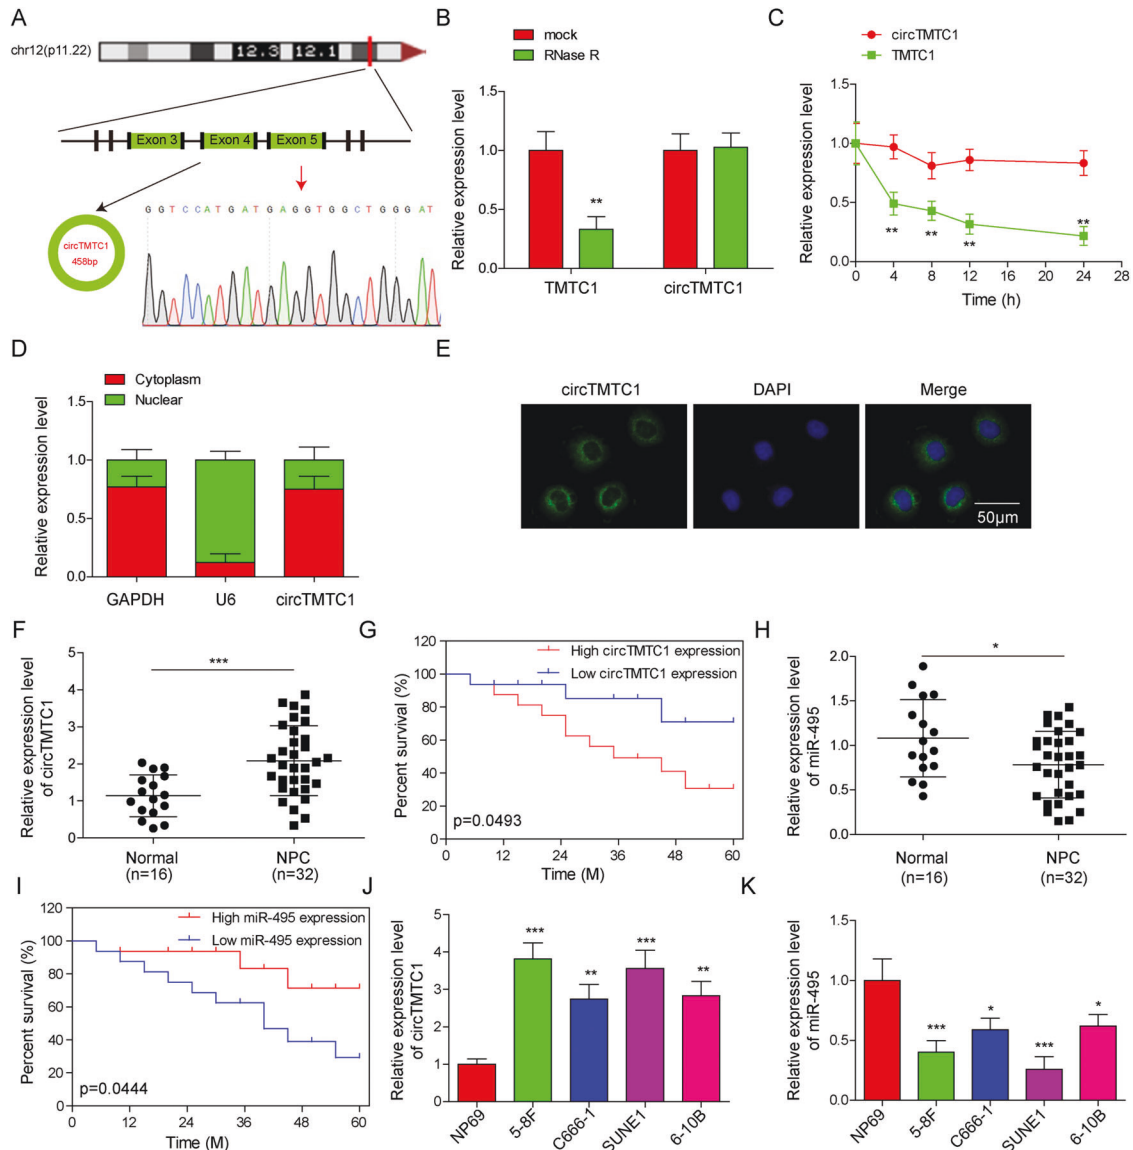 A
chr12(p11.22)
12.3 12.1
Exon 3 Exon 4 Exon 5
circTMTC1
458bp
G G T C C A T G A T G A G G T G G C T G G G A T
B
mock
RNase R
Relative expression level
1.5
1.0
0.5
0.0
**
TMTC1 circTMTC1
C
circTMTC1
TMTC1
Relative expression level
1.5
1.0
0.5
0.0
** ** ** **
0 4 8 12 16 20 24 28
Time (h)
D
Cytoplasm
Nuclear
Relative expression level
1.5
1.0
0.5
0.0
GAPDH U6 circTMTC1
E
circTMTC1 DAPI Merge
50μm
F
Relative expression level
of circTMTC1
5
4
3
2
1
0
***
Normal NPC
(n=16) (n=32)
G
Percent survival (%)
120
100
80
60
40
20
0
High circTMTC1 expression
Low circTMTC1 expression
p=0.0493
0 12 24 36 48 60
Time (M)
H
Relative expression level
of miR-495
2.0
1.5
1.0
0.5
0.0
*
Normal NPC
(n=16) (n=32)
I
Percent survival (%)
120
100
80
60
40
20
0
High miR-495 expression
Low miR-495 expression
p=0.0444
0 12 24 36 48 60
Time (M)
J
Relative expression level
of circTMTC1
5
4
3
2
1
0
*** ** *** **
NP69 5-8F C666-1 SUNE1 6-10B
K
Relative expression level
of miR-495
1.5
1.0
0.5
0.0
*** * *** *
NP69 5-8F C666-1 SUNE1 6-10B